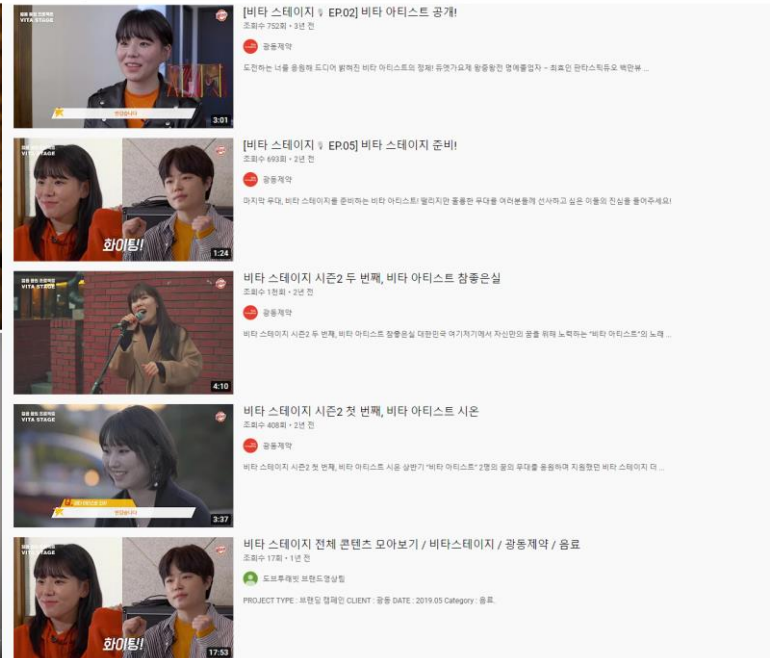 VITA STAGE
반갑습니다
3:01
[비타 스테이지 EP.02] 비타 아티스트 공개!
조회수 752회 • 3년 전
광동제약
도전하는 너를 응원해 드디어 밝혀진 비타 아티스트의 정체! 듀엣가요제 왕중왕전 명예졸업자 – 최효인 판타스틱듀오 백만뷰 ...
VITA STAGE
화이팅!!
1:24
[비타 스테이지 EP.05] 비타 스테이지 준비!
조회수 693회 • 2년 전
광동제약
마지막 무대, 비타 스테이지를 준비하는 비타 아티스트! 떨리지만 훌륭한 무대를 여러분들께 선사하고 싶은 이들의 진심을 들어주세요!
VITA STAGE
4:10
비타 스테이지 시즌2 두 번째, 비타 아티스트 참좋은실
조회수 1천회 • 2년 전
광동제약
비타 스테이지 시즌2 두 번째, 비타 아티스트 참좋은실 대한민국 여기저기에서 자신만의 꿈을 위해 노력하는 "비타 아티스트"의 노래 ...
VITA STAGE
반갑습니다
3:37
비타 스테이지 시즌2 첫 번째, 비타 아티스트 시온
조회수 408회 • 2년 전
광동제약
비타 스테이지 시즌2 첫 번째, 비타 아티스트 시온 상반기 "비타 아티스트" 2명의 꿈의 무대를 응원하며 지원했던 비타 스테이지 더 ...
VITA STAGE
화이팅!!
17:53
비타 스테이지 전체 콘텐츠 모아보기 / 비타스테이지 / 광동제약 / 음료
조회수 17회 • 1년 전
도브투래빗 브랜드영상팀
PROJECT TYPE : 브랜딩 캠페인 CLIENT : 광동 DATE : 2019.05 Category : 음료.